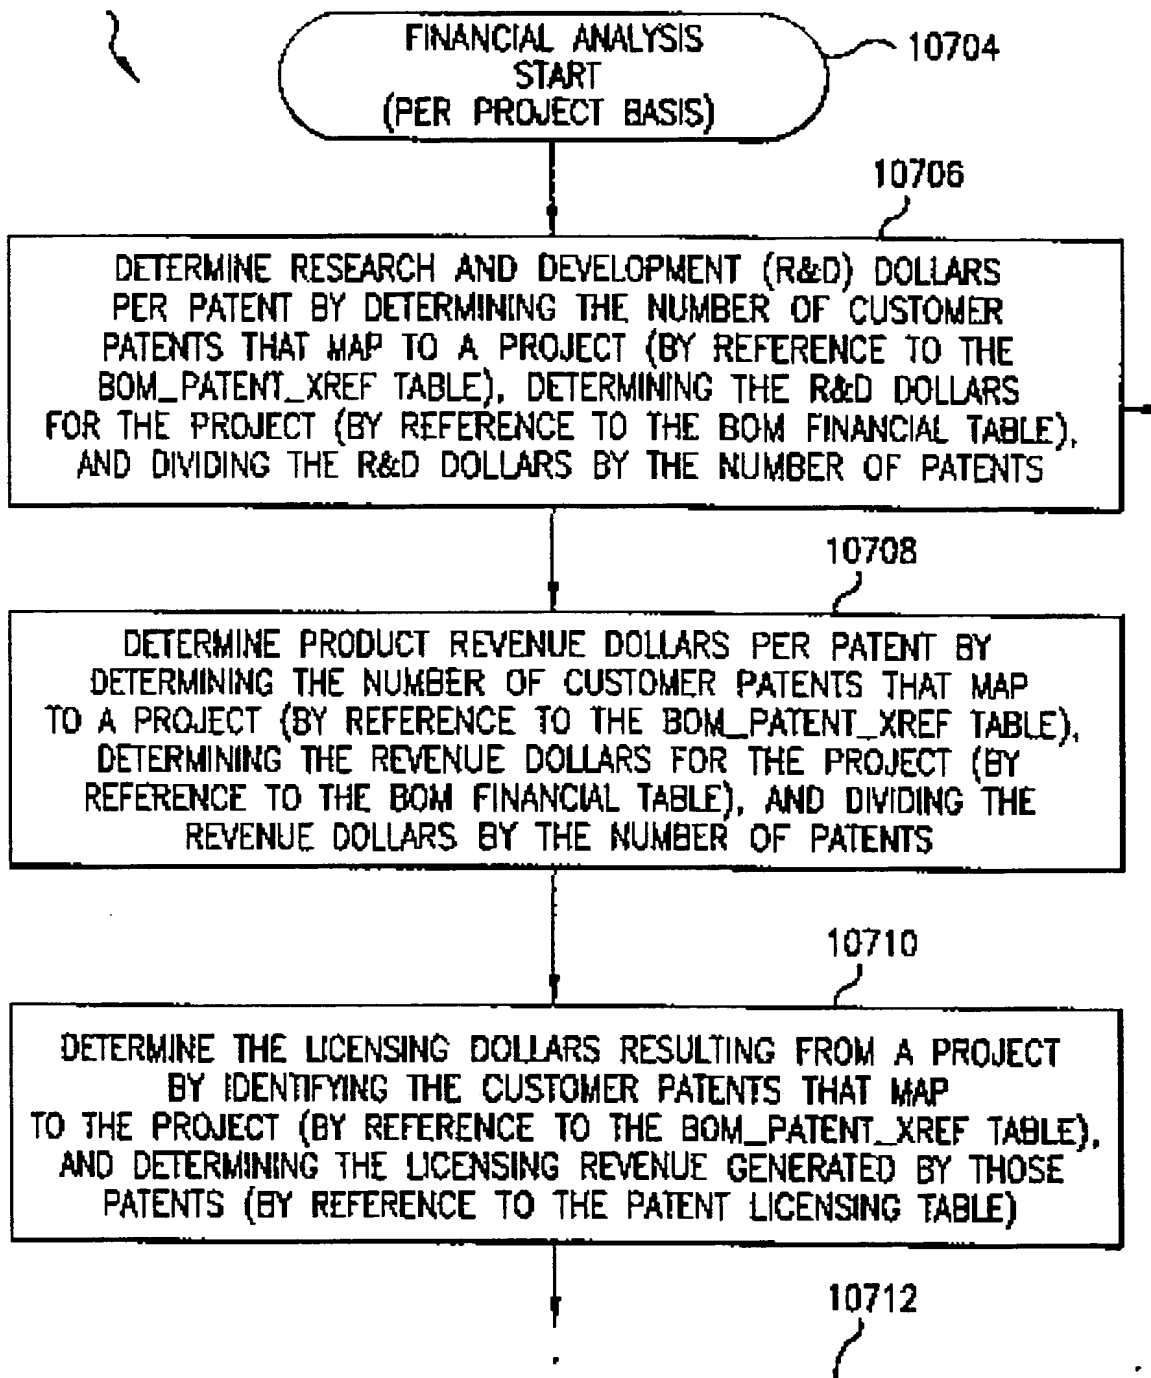 FINANCIAL ANALYSIS
START
(PER PROJECT BASIS)
10704
10706
DETERMINE RESEARCH AND DEVELOPMENT (R&D) DOLLARS
PER PATENT BY DETERMINING THE NUMBER OF CUSTOMER
PATENTS THAT MAP TO A PROJECT (BY REFERENCE TO THE
BOM_PATENT_XREF TABLE), DETERMINING THE R&D DOLLARS
FOR THE PROJECT (BY REFERENCE TO THE BOM FINANCIAL TABLE),
AND DIVIDING THE R&D DOLLARS BY THE NUMBER OF PATENTS
10708
DETERMINE PRODUCT REVENUE DOLLARS PER PATENT BY
DETERMINING THE NUMBER OF CUSTOMER PATENTS THAT MAP
TO A PROJECT (BY REFERENCE TO THE BOM_PATENT_XREF TABLE),
DETERMINING THE REVENUE DOLLARS FOR THE PROJECT (BY
REFERENCE TO THE BOM FINANCIAL TABLE), AND DIVIDING THE
REVENUE DOLLARS BY THE NUMBER OF PATENTS
10710
DETERMINE THE LICENSING DOLLARS RESULTING FROM A PROJECT
BY IDENTIFYING THE CUSTOMER PATENTS THAT MAP
TO THE PROJECT (BY REFERENCE TO THE BOM_PATENT_XREF TABLE),
AND DETERMINING THE LICENSING REVENUE GENERATED BY THOSE
PATENTS (BY REFERENCE TO THE PATENT LICENSING TABLE)
10712